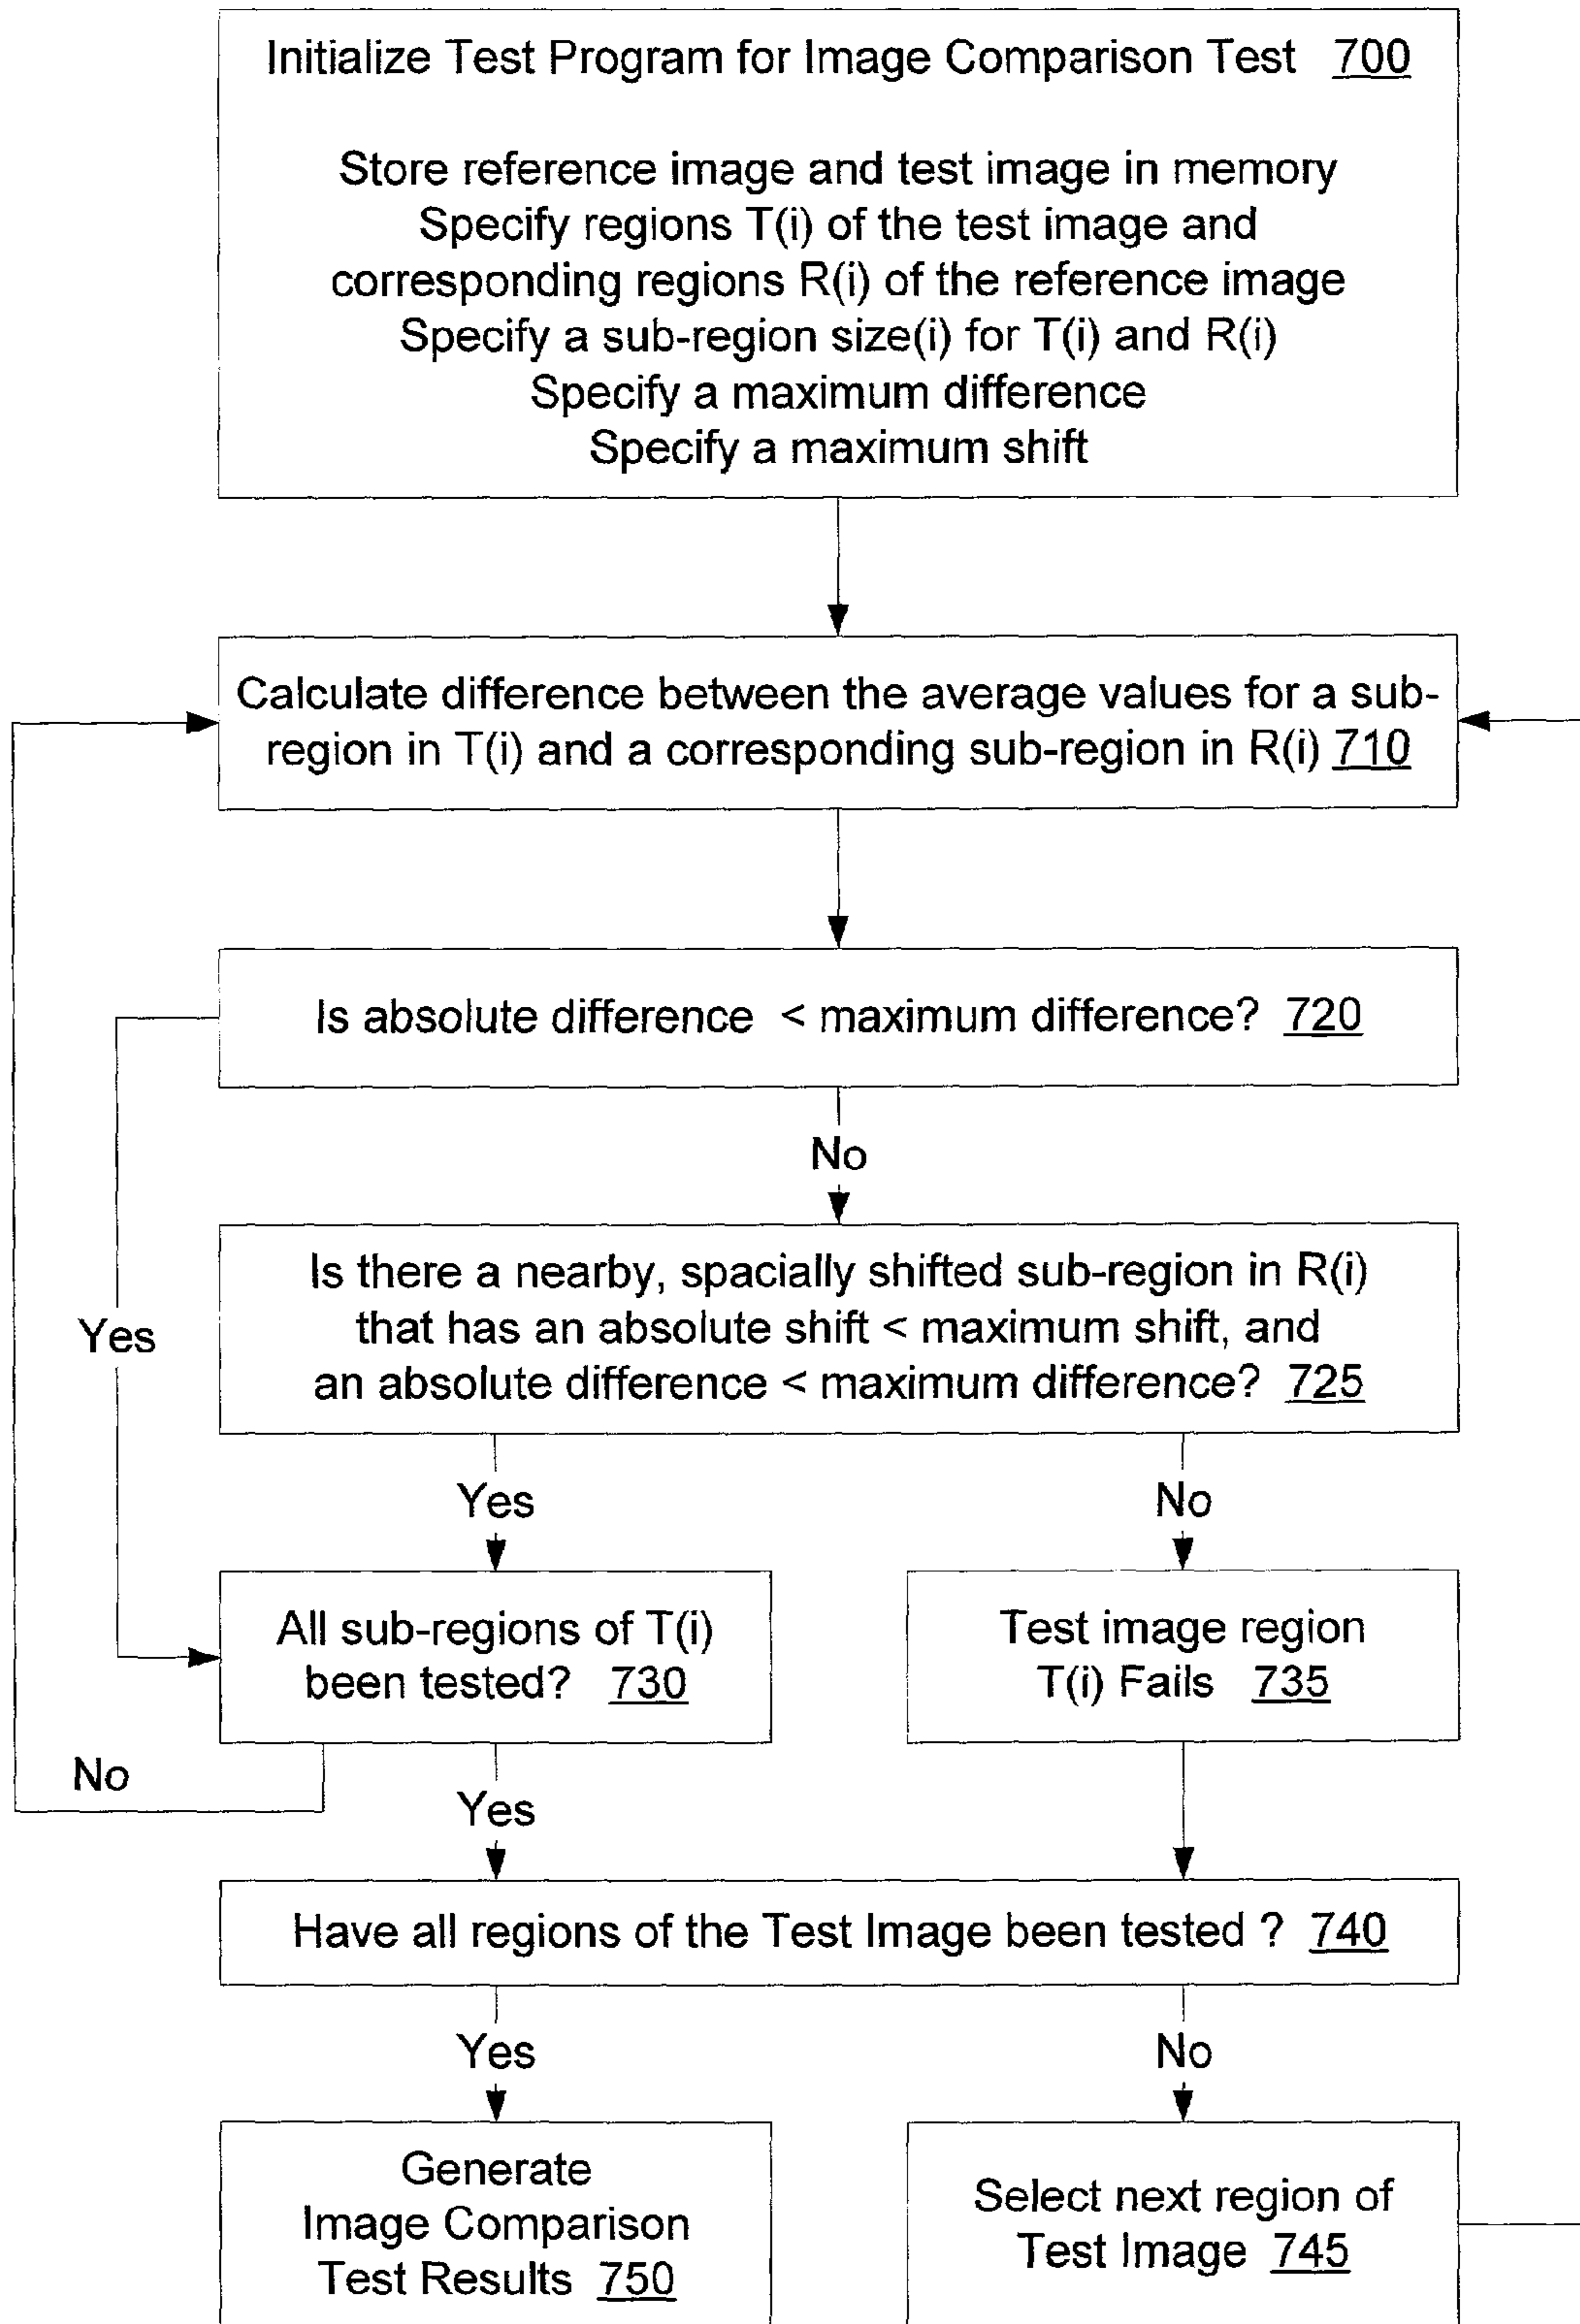 Initialize Test Program for Image Comparison Test 700
Store reference image and test image in memory
Specify regions T(i) of the test image and
corresponding regions R(i) of the reference image
Specify a sub-region size(i) for T(i) and R(i)
Specify a maximum difference
Specify a maximum shift
Calculate difference between the average values for a sub-
region in T(i) and a corresponding sub-region in R(i) 710
Is absolute difference < maximum difference? 720
No
Is there a nearby, spacially shifted sub-region in R(i)
that has an absolute shift < maximum shift, and
an absolute difference < maximum difference? 725
Yes
Yes
No
All sub-regions of T(i)
been tested? 730
Test image region
T(i) Fails 735
No
Yes
Have all regions of the Test Image been tested ? 740
Yes
No
Generate
Image Comparison
Test Results 750
Select next region of
Test Image 745